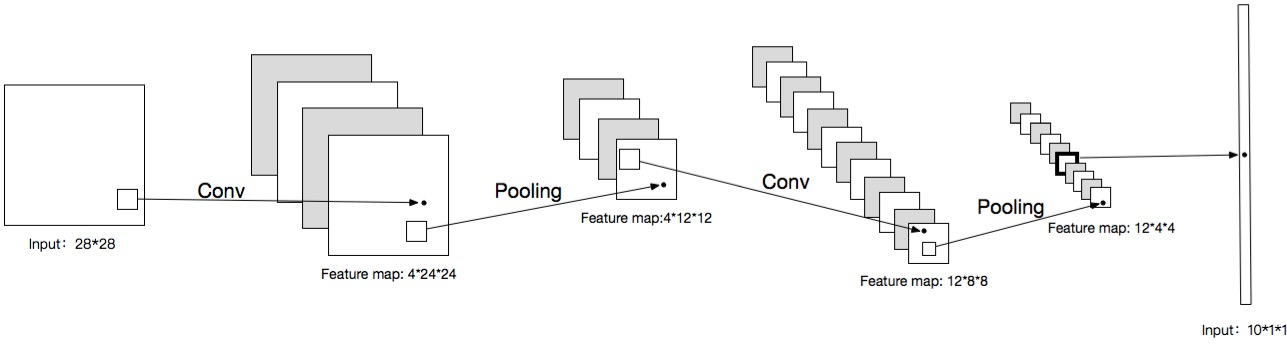 Conv
Pooling
Conv
Pooling
Input：28*28
Feature map: 4*24*24
Feature map:4*12*12
Feature map: 12*8*8
Feature map: 12*4*4
Input：10*1*1